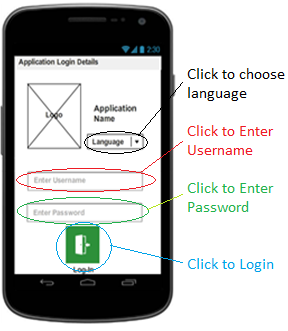 2:30
Application Login Details
Logo
Application
Name
Language
Enter Username
Enter Password
Log-In
Click to choose
language
Click to Enter
Username
Click to Enter
Password
Click to Login